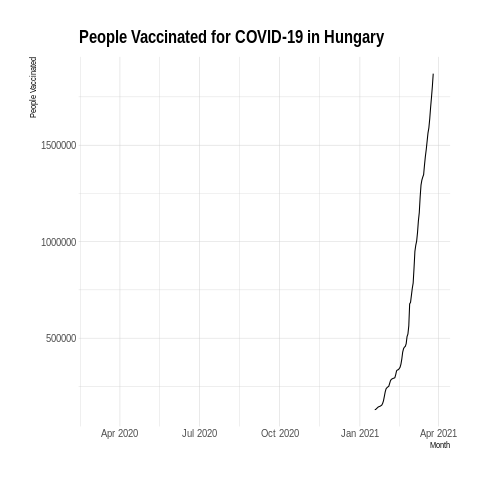 People Vaccinated for COVID-19 in Hungary
People Vaccinated
1500000
1000000
500000
Apr 2020 Jul 2020 Oct 2020 Jan 2021 Apr 2021
Month